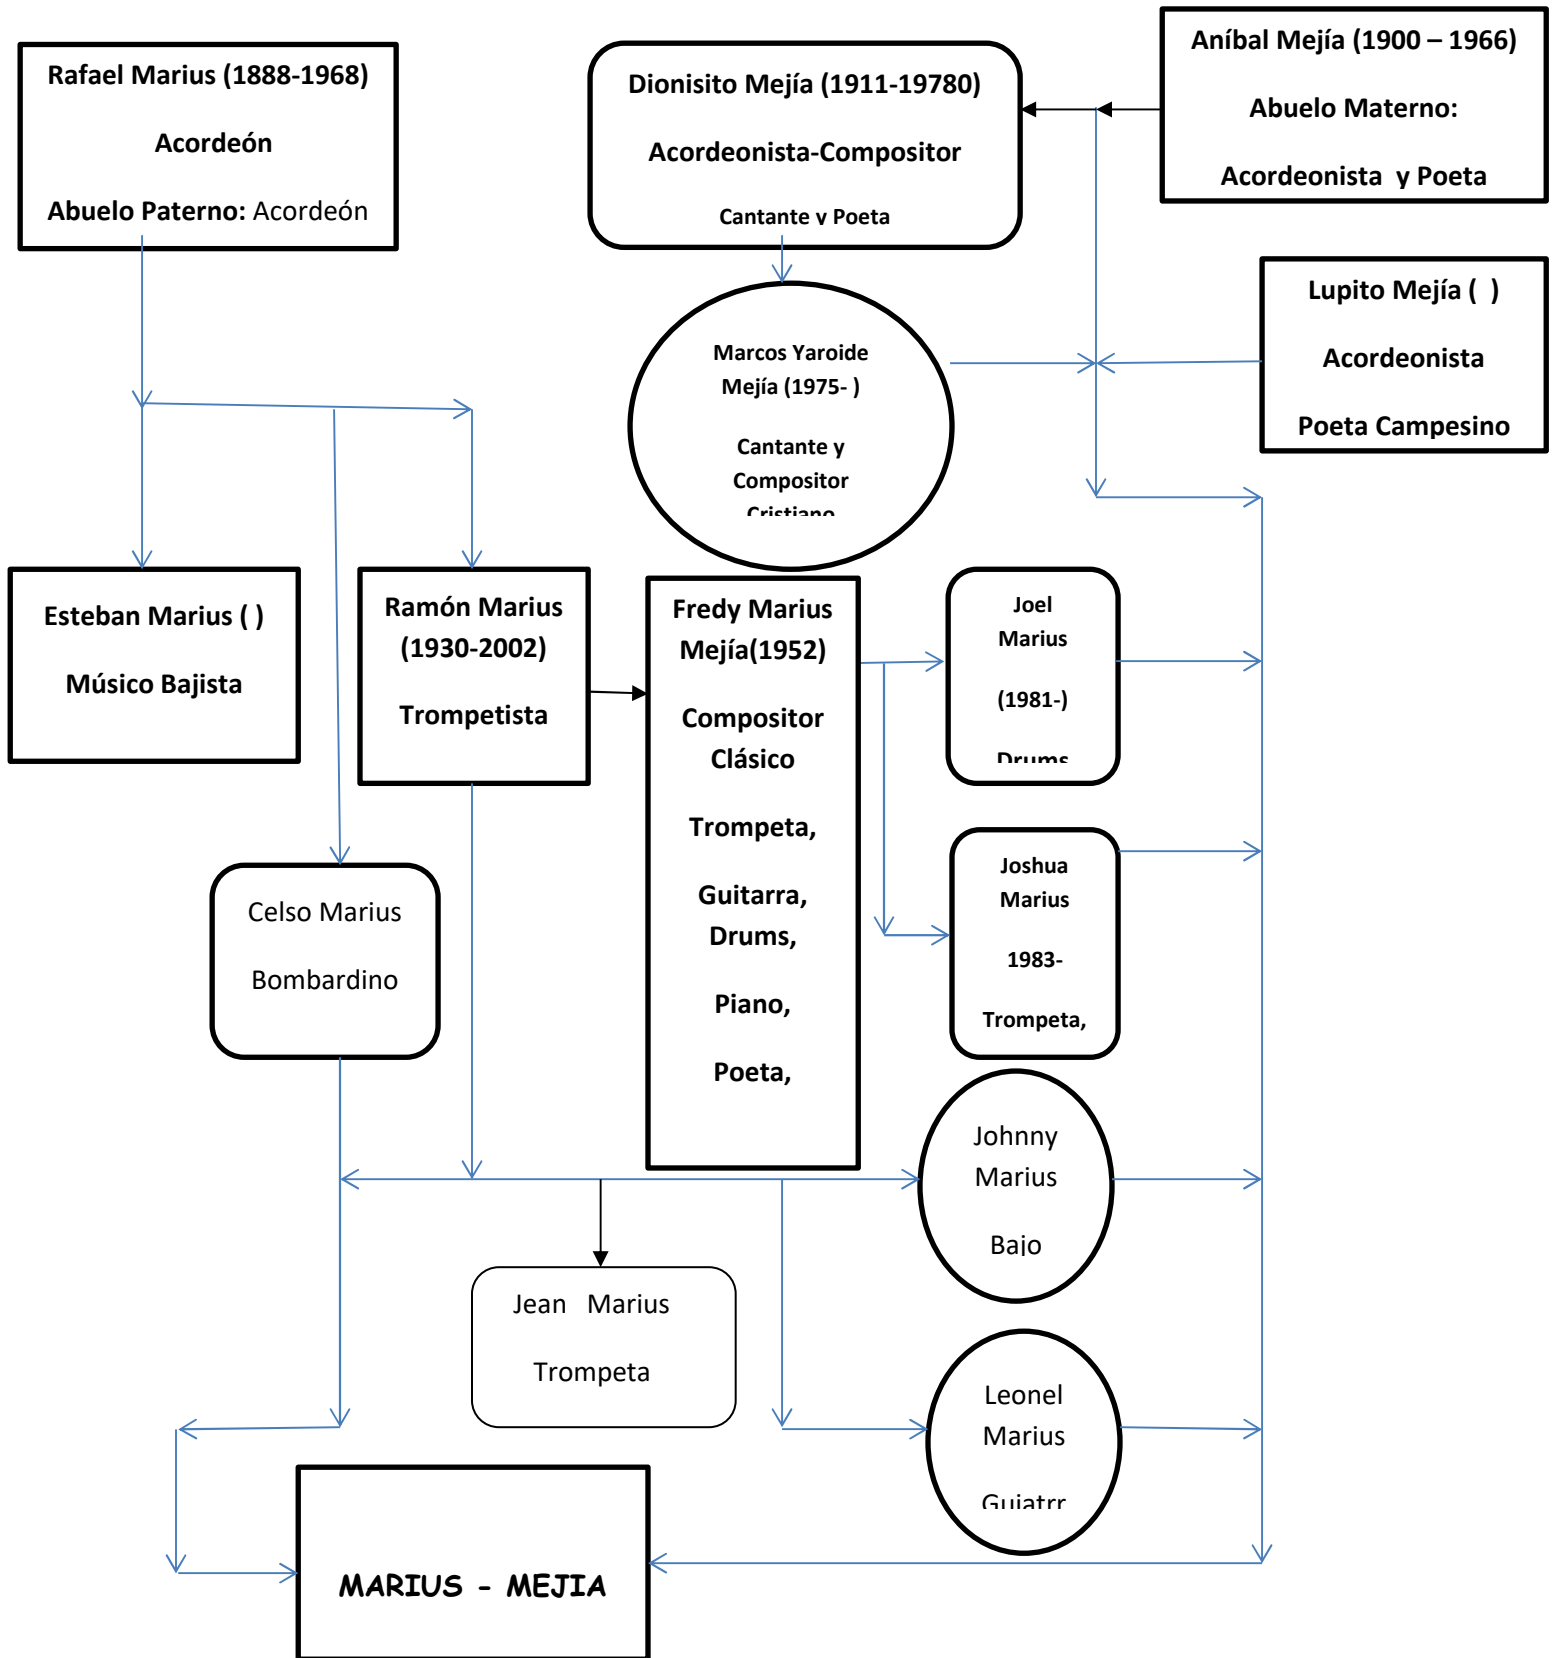 Rafael Marius (1888-1968)
Acordeón
Abuelo Paterno: Acordeón
Dionisito Mejía (1911-19780)
Acordeonista-Compositor
Cantante y Poeta
Aníbal Mejía (1900 – 1966)
Abuelo Materno:
Acordeonista y Poeta
Lupito Mejía ( )
Acordeonista
Poeta Campesino
Marcos Yaroide
Mejía (1975- )
Cantante y
Compositor
Cristiano
Esteban Marius ( )
Músico Bajista
Ramón Marius
(1930-2002)
Trompetista
Fredy Marius
Mejía(1952)
Compositor
Clásico
Trompeta,
Guitarra,
Drums,
Piano,
Poeta,
Joel
Marius
(1981-)
Drums
Joshua
Marius
1983-
Trompeta,
Celso Marius
Bombardino
Johnny
Marius
Bajo
Jean Marius
Trompeta
Leonel
Marius
Guiatrr
MARIUS - MEJIA